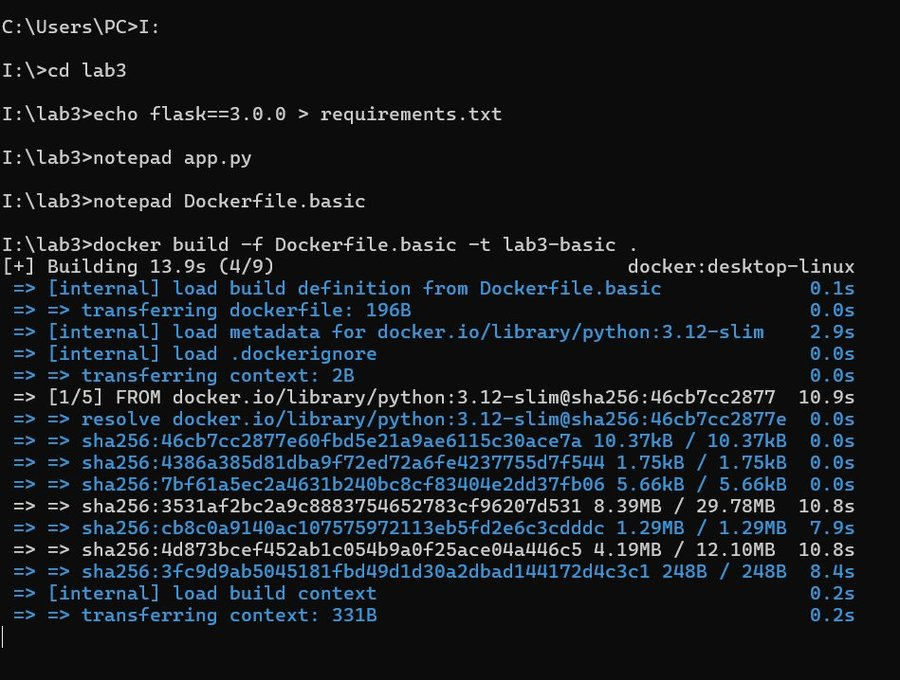 C:\Users\PC>I:
I:\>cd lab3
I:\lab3>echo flask==3.0.0 > requirements.txt
I:\lab3>notepad app.py
I:\lab3>notepad Dockerfile.basic
I:\lab3>docker build -f Dockerfile.basic -t lab3-basic .
[+] Building 13.9s (4/9) docker:desktop-linux
=> [internal] load build definition from Dockerfile.basic 0.1s
=> => transferring dockerfile: 196B 0.0s
=> [internal] load metadata for docker.io/library/python:3.12-slim 2.9s
=> [internal] load .dockerignore 0.0s
=> => transferring context: 2B 0.0s
=> [1/5] FROM docker.io/library/python:3.12-slim@sha256:46cb7cc2877 10.9s
=> => resolve docker.io/library/python:3.12-slim@sha256:46cb7cc2877e 0.0s
=> => sha256:46cb7cc2877e60fbd5e21a9ae6115c30ace7a 10.37kB / 10.37kB 0.0s
=> => sha256:4386a385d81dba9f72ed72a6fe4237755d7f544 1.75kB / 1.75kB 0.0s
=> => sha256:7bf61a5ec2a4631b240bc8cf83404e2dd37fb06 5.66kB / 5.66kB 0.0s
=> => sha256:3531af2bc2a9c8883754652783cf96207d531 8.39MB / 29.78MB 10.8s
=> => sha256:cb8c0a9140ac107575972113eb5fd2e6c3cdddc 1.29MB / 1.29MB 7.9s
=> => sha256:4d873bcef452ab1c054b9a0f25ace04a446c5 4.19MB / 12.10MB 10.8s
=> => sha256:3fc9d9ab5045181fbd49d1d30a2dbad144172d4c3c1 248B / 248B 8.4s
=> [internal] load build context 0.2s
=> => transferring context: 331B 0.2s